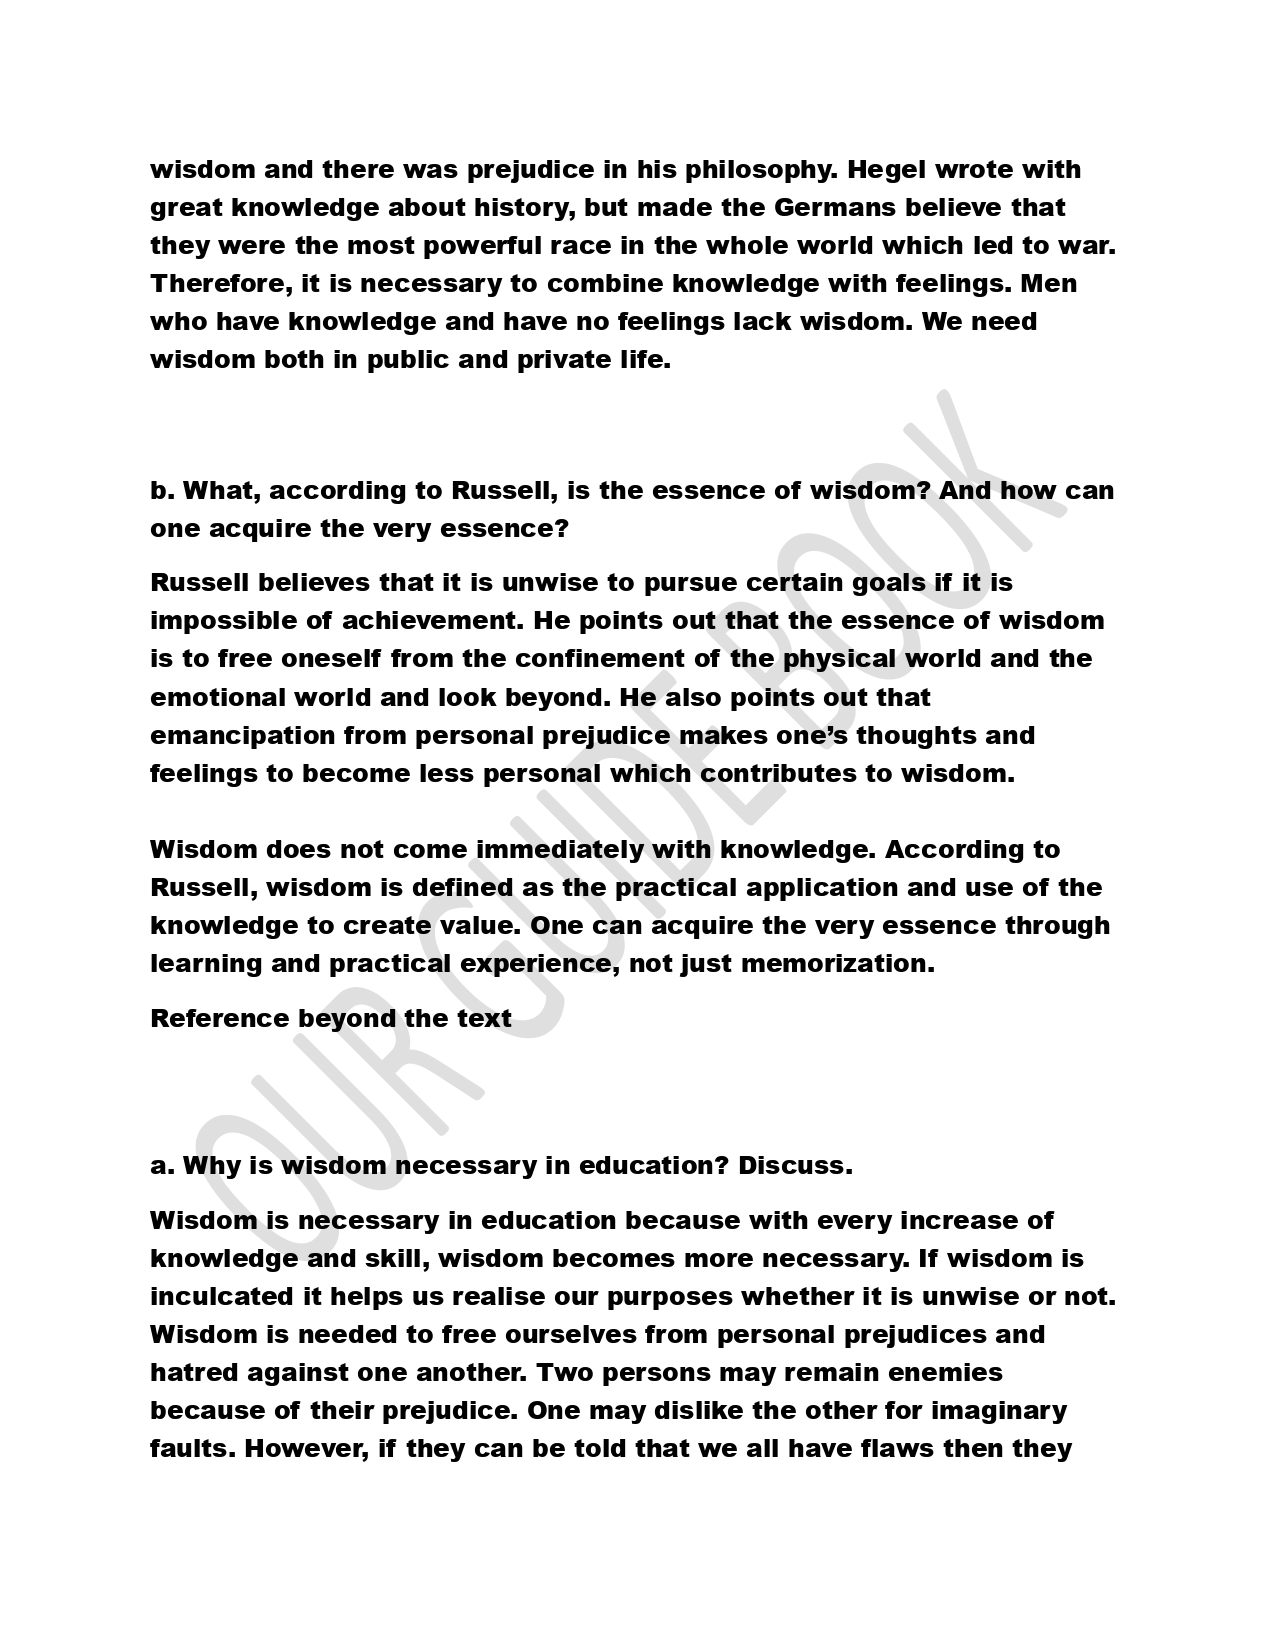 wisdom and there was prejudice in his philosophy. Hegel wrote with
great knowledge about history, but made the Germans believe that
they were the most powerful race in the whole world which led to war.
Therefore, it is necessary to combine knowledge with feelings. Men
who have knowledge and have no feelings lack wisdom. We need
wisdom both in public and private life.
b. What, according to Russell, is the essence of wisdom? And how can
one acquire the very essence?
Russell believes that it is unwise to pursue certain goals if it is
impossible of achievement. He points out that the essence of wisdom
is to free oneself from the confinement of the physical world and the
emotional world and look beyond. He also points out that
emancipation from personal prejudice makes one’s thoughts and
feelings to become less personal which contributes to wisdom.
Wisdom does not come immediately with knowledge. According to
Russell, wisdom is defined as the practical application and use of the
knowledge to create value. One can acquire the very essence through
learning and practical experience, not just memorization.
Reference beyond the text
a. Why is wisdom necessary in education? Discuss.
Wisdom is necessary in education because with every increase of
knowledge and skill, wisdom becomes more necessary. If wisdom is
inculcated it helps us realise our purposes whether it is unwise or not.
Wisdom is needed to free ourselves from personal prejudices and
hatred against one another. Two persons may remain enemies
because of their prejudice. One may dislike the other for imaginary
faults. However, if they can be told that we all have flaws then they
OUR GUIDE BOOK